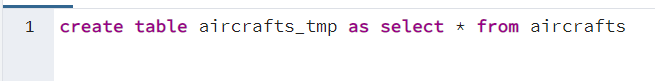 1 create table aircrafts_tmp as select * from aircrafts